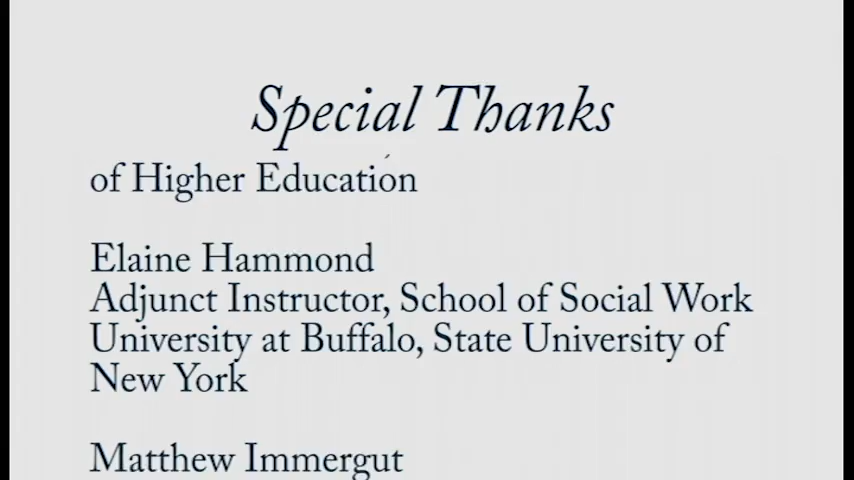 Special Thanks
of Higher Education
Elaine Hammond
Adjunct Instructor, School of Social Work
University at Buffalo, State University of
New York
Matthew Immergut